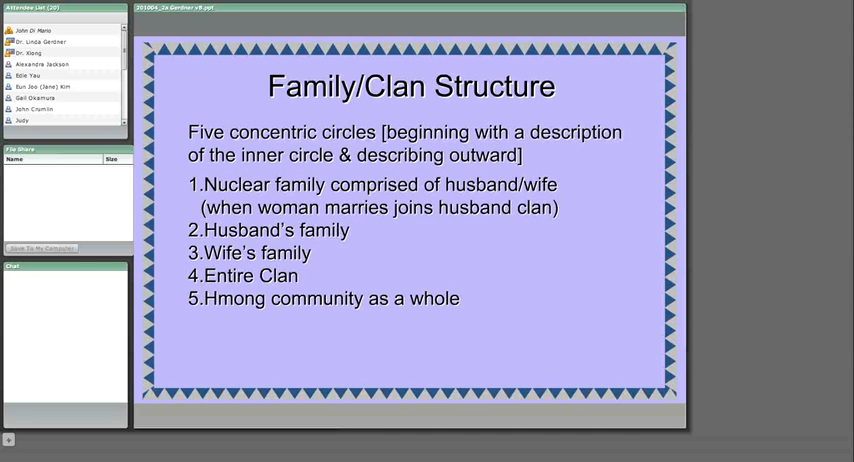 Attendee List (20)
John Di Mario
Dr. Linda Gerdner
Dr. Xiong
Alexandra Jackson
Edie Yau
Eun Joo (Jane) Kim
Gail Okamura
John Crumlin
Judy
File Share
Name Size
Save To My Computer
Chat
201004_2a Gerdner v8.ppt
Family/Clan Structure
Five concentric circles [beginning with a description
of the inner circle & describing outward]
1.Nuclear family comprised of husband/wife
(when woman marries joins husband clan)
2.Husband's family
3.Wife's family
4.Entire Clan
5.Hmong community as a whole